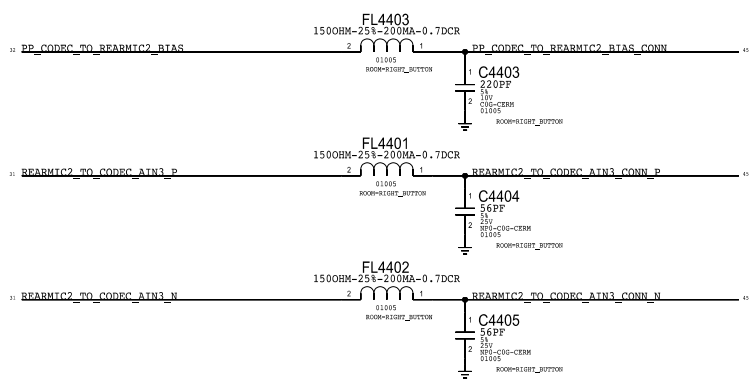 FL4403
150OHM-25%-200MA-0.7DCR
32 PP_CODEC_TO_REARMIC2_BIAS 2 1 PP_CODEC_TO_REARMIC2_BIAS_CONN 45
01005
ROOM=RIGHT_BUTTON
1 C4403
220PF
5%
2 10V
C0G-CERM
01005
ROOM=RIGHT_BUTTON
FL4401
150OHM-25%-200MA-0.7DCR
31 REARMIC2_TO_CODEC_AIN3_P 2 1 REARMIC2_TO_CODEC_AIN3_CONN_P 45
01005
ROOM=RIGHT_BUTTON
1 C4404
56PF
5%
2 25V
NP0-C0G-CERM
01005
ROOM=RIGHT_BUTTON
FL4402
150OHM-25%-200MA-0.7DCR
31 REARMIC2_TO_CODEC_AIN3_N 2 1 REARMIC2_TO_CODEC_AIN3_CONN_N 45
01005
ROOM=RIGHT_BUTTON
1 C4405
56PF
5%
2 25V
NP0-C0G-CERM
01005
ROOM=RIGHT_BUTTON